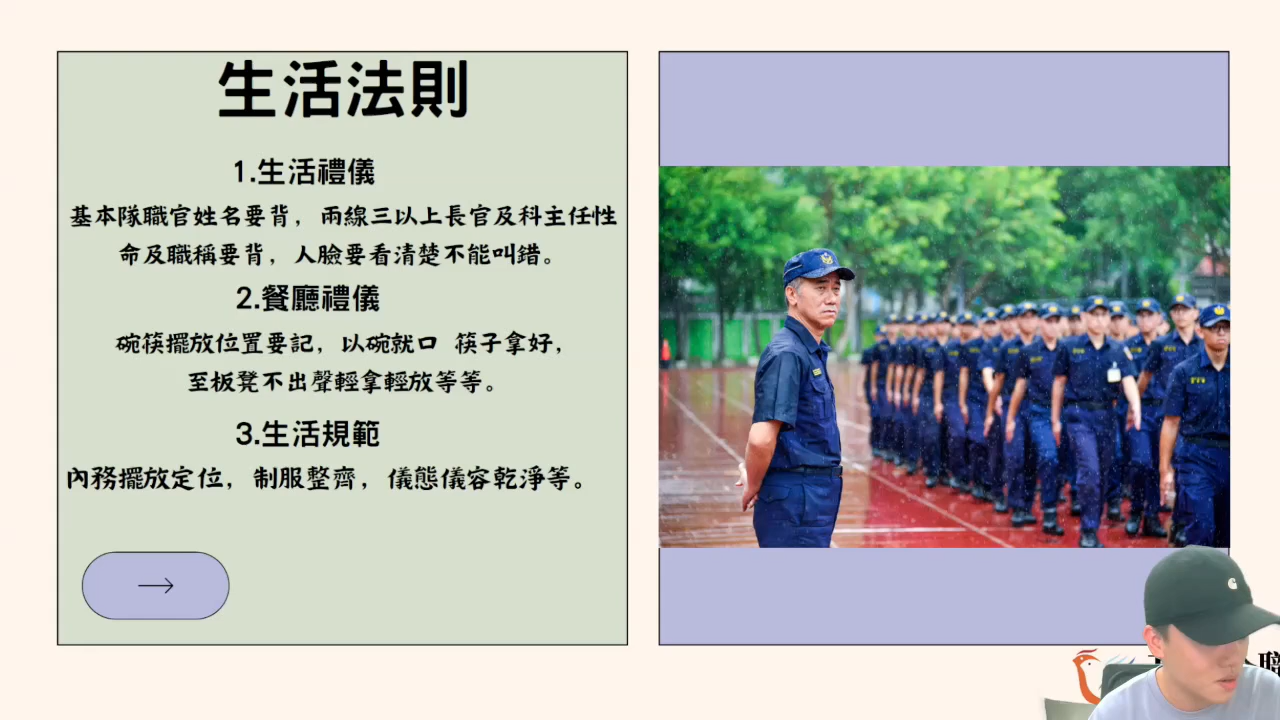 生活法則
1.生活禮儀
基本隊職官姓名要背，兩線三以上長官及科主任性
命及職稱要背，人臉要看清楚不能叫錯。
2.餐廳禮儀
碗筷擺放位置要記，以碗就口 筷子拿好，
至板凳不出聲輕拿輕放等等。
3.生活規範
內務擺放定位，制服整齊，儀態儀容乾淨等。